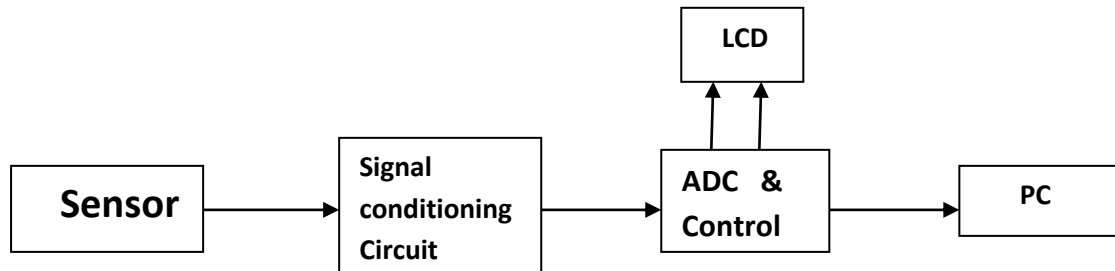 LCD
Sensor
Signal
conditioning
Circuit
ADC &
Control
PC